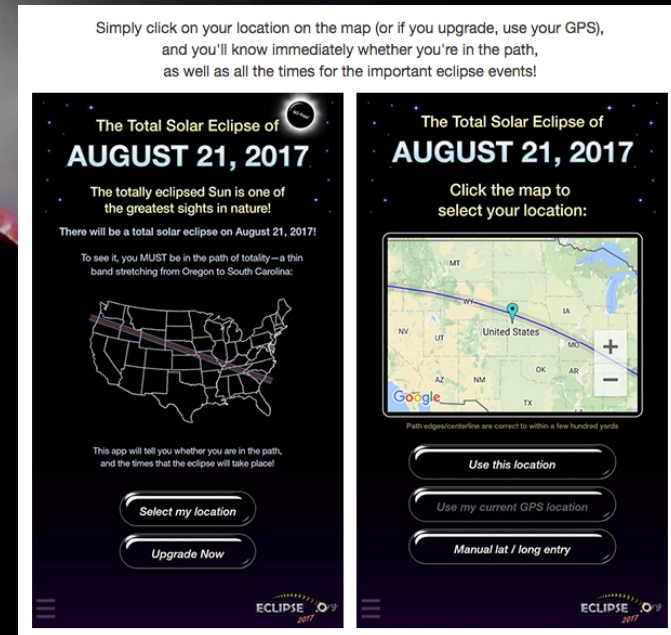 Simply click on your location on the map (or if you upgrade, use your GPS),
and you'll know immediately whether you're in the path,
as well as all the times for the important eclipse events!
The Total Solar Eclipse of
AUGUST 21, 2017
The totally eclipsed Sun is one of
the greatest sights in nature!
There will be a total solar eclipse on August 21, 2017!
To see it, you MUST be in the path of totality—a thin
band stretching from Oregon to South Carolina:
This app will tell you whether you are in the path,
and the times that the eclipse will take place!
Select my location
Upgrade Now
ECLIPSE
2017
.org
The Total Solar Eclipse of
AUGUST 21, 2017
Click the map to
select your location:
MT
WY
IA
NV
UT
United States
MO
+
OK
AR
−
AZ
NM
Google
TX
Path edges/centerline are correct to within a few hundred yards
Use this location
Use my current GPS location
Manual lat / long entry
ECLIPSE
2017
.org